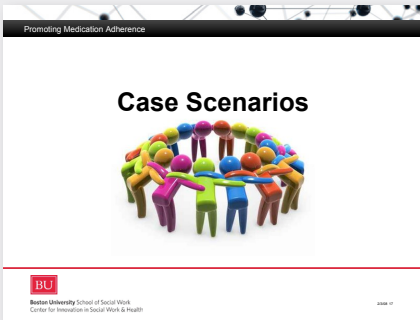 Promoting Medication Adherence
Case Scenarios
BU
Boston University School of Social Work
Center for Innovation in Social Work & Health